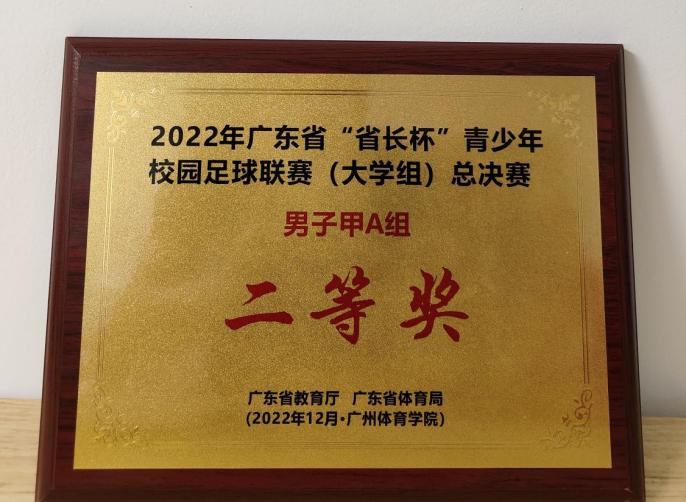 2022年广东省“省长杯”青少年
校园足球联赛（大学组）总决赛
男子甲A组
二等奖
广东省教育厅 广东省体育局
(2022年12月·广州体育学院)